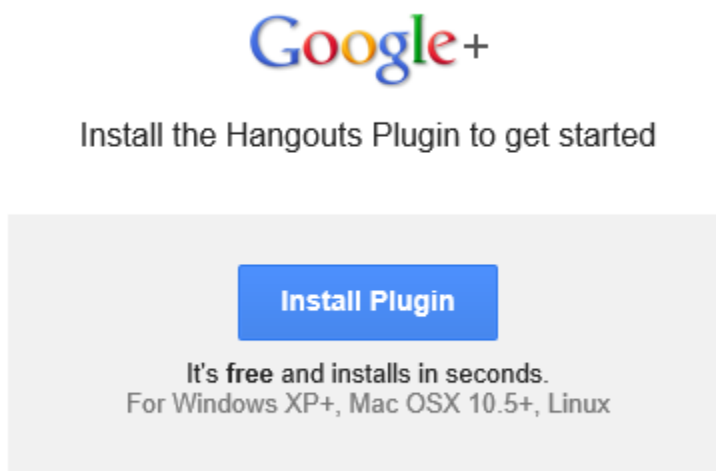 Google+
Install the Hangouts Plugin to get started
Install Plugin
It's free and installs in seconds.
For Windows XP+, Mac OSX 10.5+, Linux